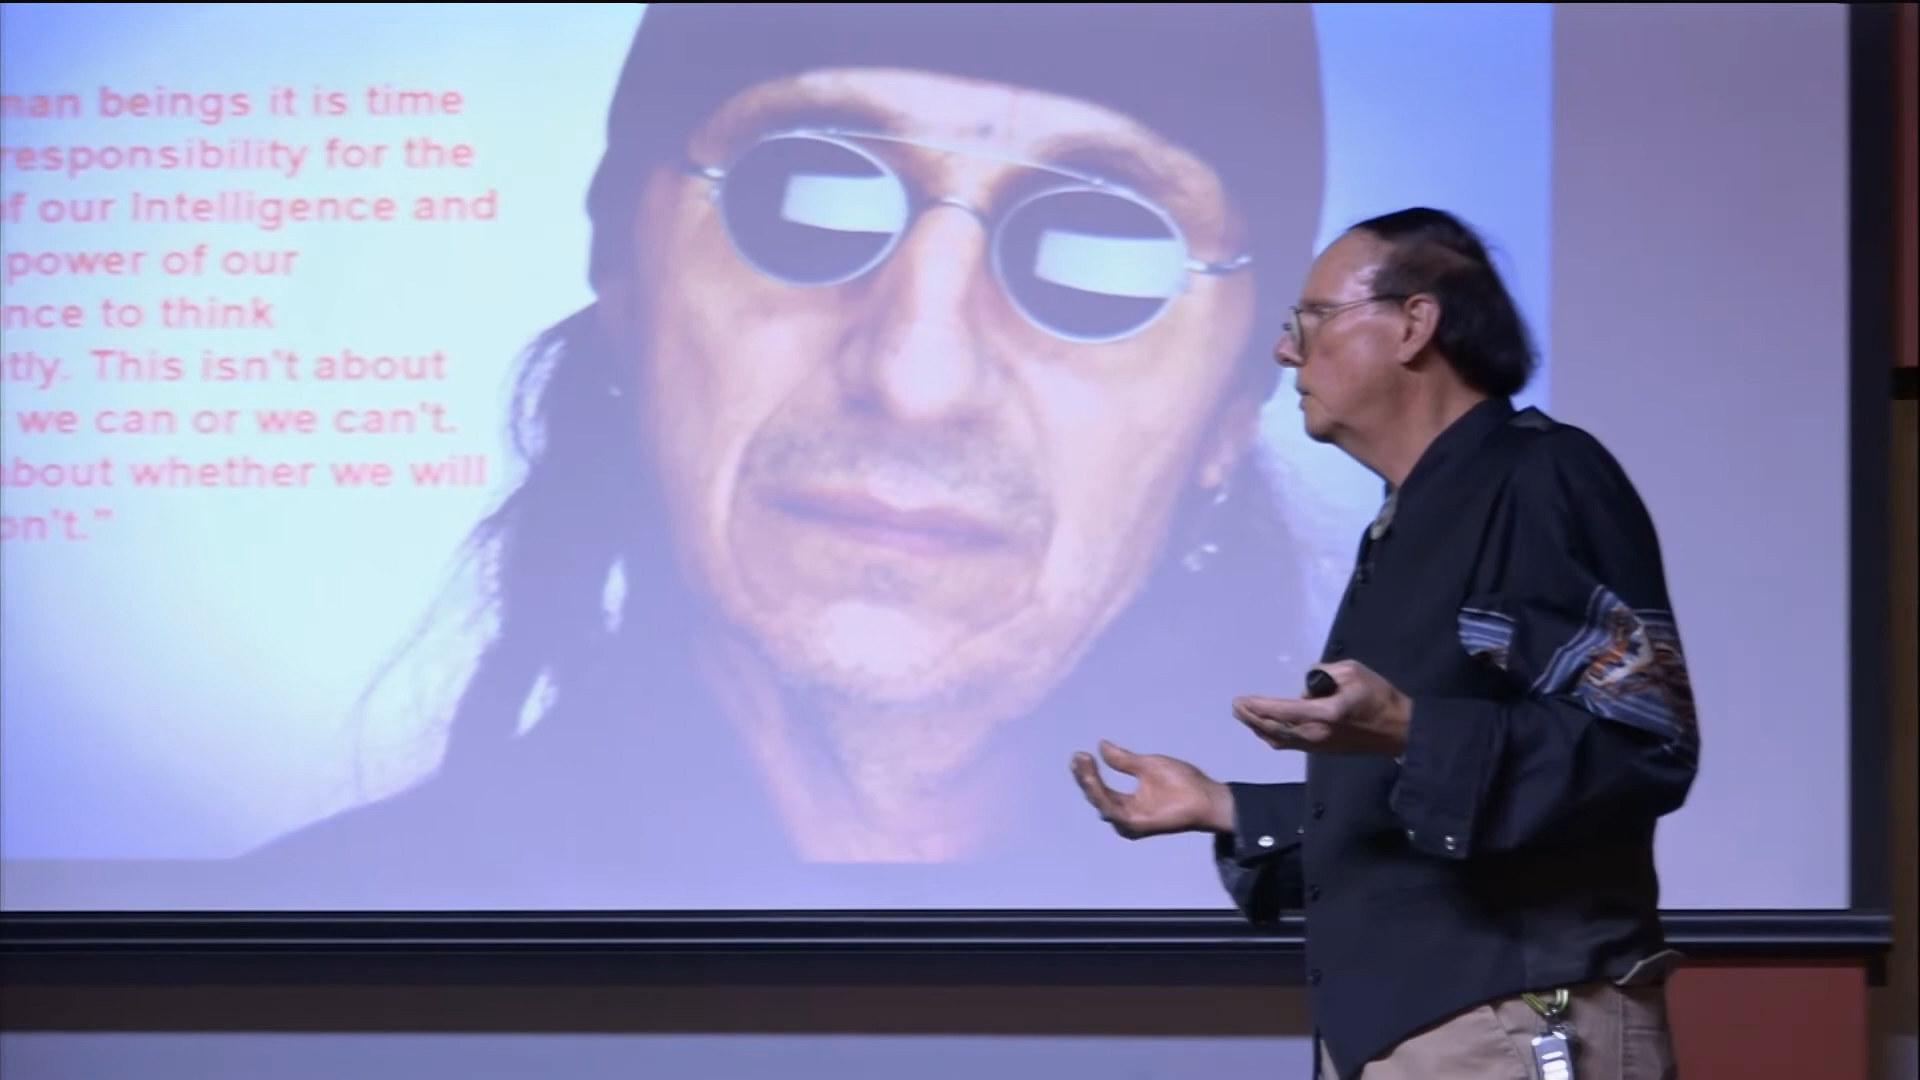 man beings it is time
responsibility for the
of our Intelligence and
power of our
nce to think
tly. This isn't about
we can or we can't.
about whether we will
on't."